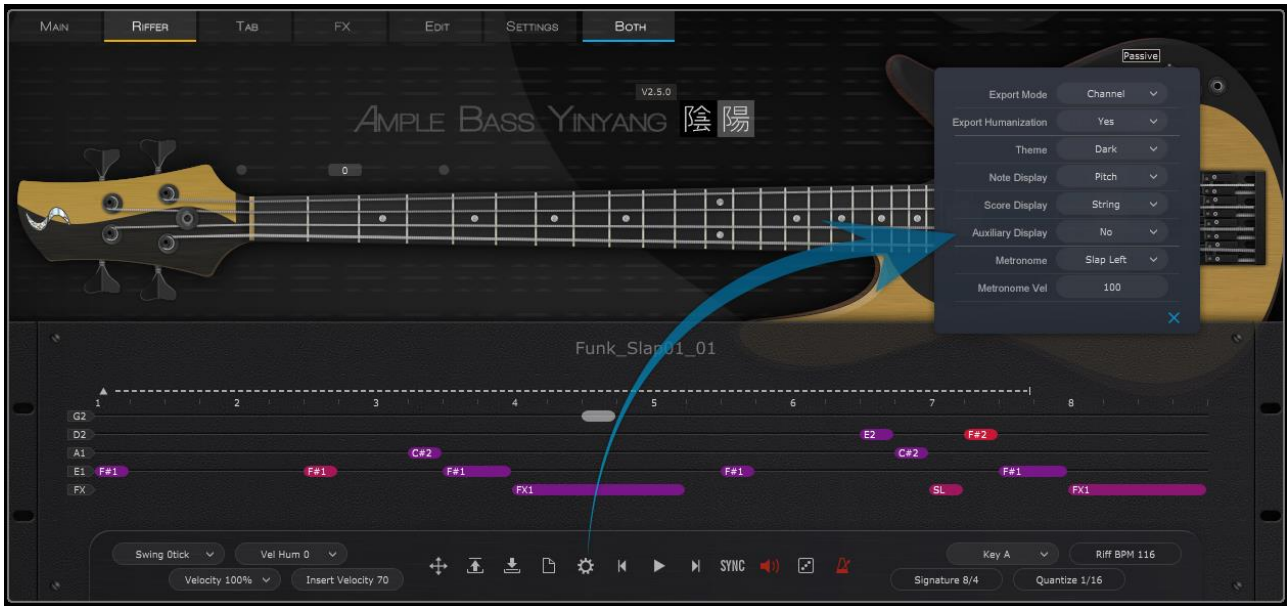 MAIN RIFFER TAB FX EDIT SETTINGS BOTH
Passive
V2.5.0
AMPLE BASS YINYANG 陰 陽
0
Export Mode Channel
Export Humanization Yes
Theme Dark
Note Display Pitch
Score Display String
Auxiliary Display No
Metronome Slap Left
Metronome Vel 100
Funk_Slap01_01
1 2 3 4 5 6 7 8
G2
D2 E2 F#2
A1 C#2 C#2
E1 F#1 F#1 F#1 F#1 F#1
FX FX1 SL FX1
Swing 0tick Vel Hum 0
Velocity 100% Insert Velocity 70
SYNC
Key A Riff BPM 116
Signature 8/4 Quantize 1/16